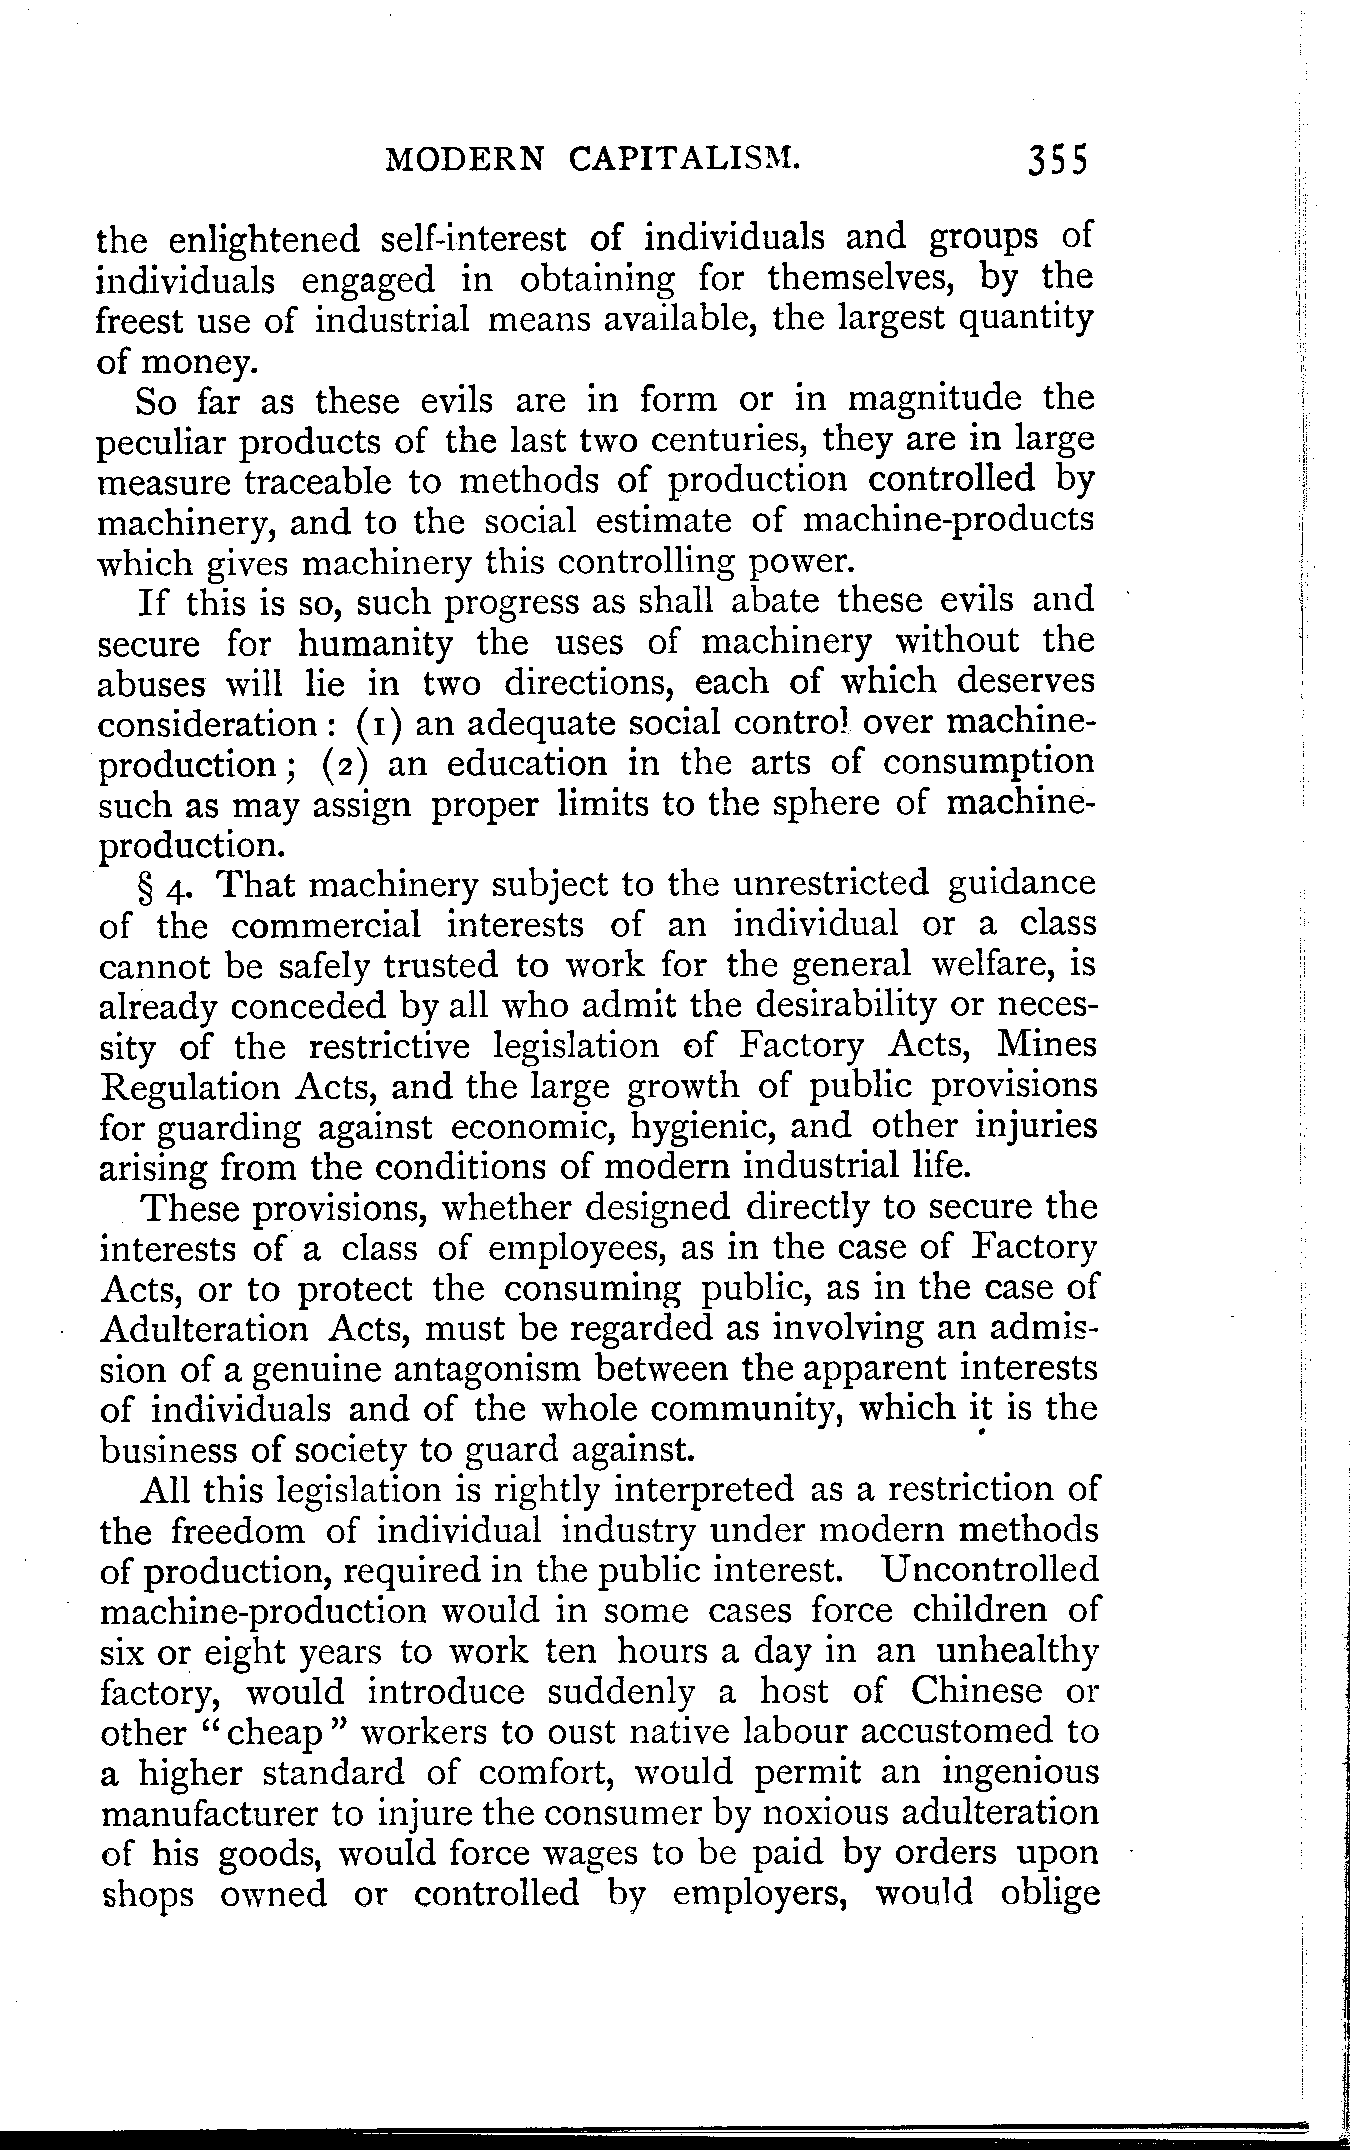 MODERN CAPITALISM. 355
the enlightened self-interest of individuals and groups of
individuals engaged in obtaining for themselves, by the
freest use of industrial means available, the largest quantity
of money.
So far as these evils are in form or in magnitude the
peculiar products of the last two centuries, they are in large
measure traceable to methods of production controlled by
machinery, and to the social estimate of machine-products
which gives machinery this controlling power.
If this is so, such progress as shall abate these evils and
secure for humanity the uses of machinery without the
abuses will lie in two directions, each of which deserves
consideration : (1) an adequate social control over machine-
production ; (2) an education in the arts of consumption
such as may assign proper limits to the sphere of machine-
production.
§ 4. That machinery subject to the unrestricted guidance
of the commercial interests of an individual or a class
cannot be safely trusted to work for the general welfare, is
already conceded by all who admit the desirability or neces-
sity of the restrictive legislation of Factory Acts, Mines
Regulation Acts, and the large growth of public provisions
for guarding against economic, hygienic, and other injuries
arising from the conditions of modern industrial life.
These provisions, whether designed directly to secure the
interests of a class of employees, as in the case of Factory
Acts, or to protect the consuming public, as in the case of
Adulteration Acts, must be regarded as involving an admis-
sion of a genuine antagonism between the apparent interests
of individuals and of the whole community, which it is the
business of society to guard against.
All this legislation is rightly interpreted as a restriction of
the freedom of individual industry under modern methods
of production, required in the public interest. Uncontrolled
machine-production would in some cases force children of
six or eight years to work ten hours a day in an unhealthy
factory, would introduce suddenly a host of Chinese or
other “ cheap ” workers to oust native labour accustomed to
a higher standard of comfort, would permit an ingenious
manufacturer to injure the consumer by noxious adulteration
of his goods, would force wages to be paid by orders upon
shops owned or controlled by employers, would oblige